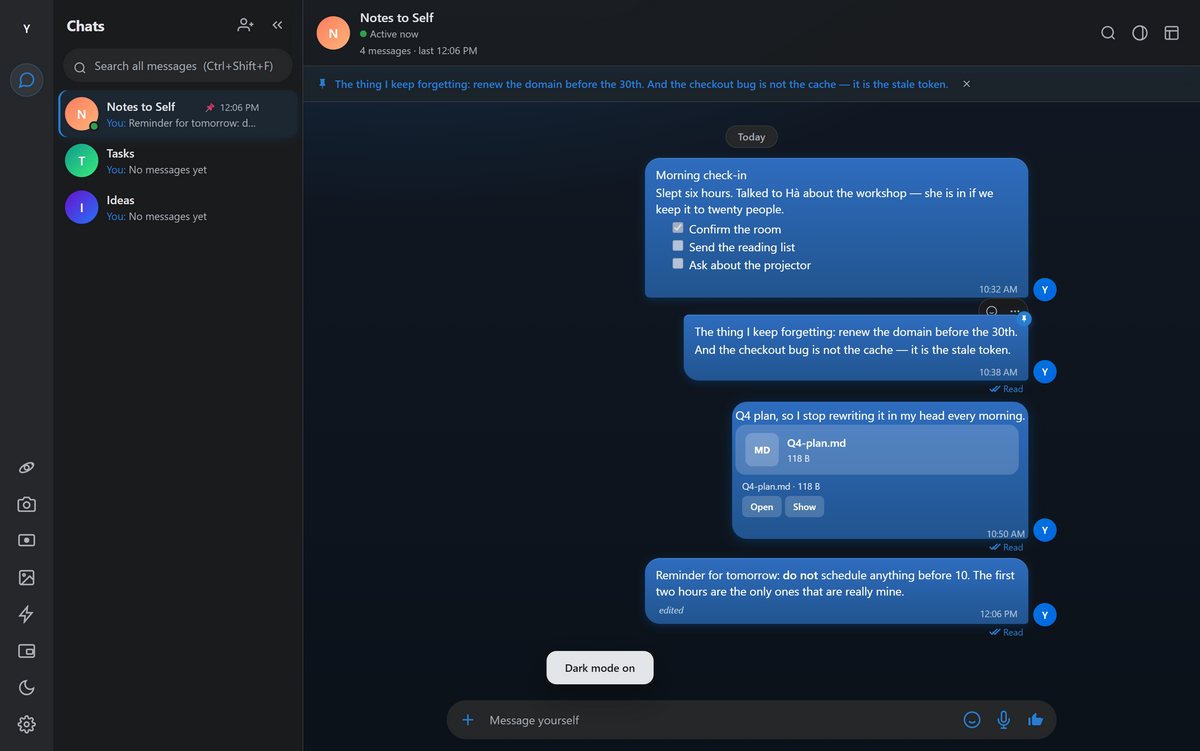 Y
Chats
Search all messages (Ctrl+Shift+F)
N
Notes to Self
12:06 PM
You: Reminder for tomorrow: d...
T
Tasks
You: No messages yet
I
Ideas
You: No messages yet
N
Notes to Self
Active now
4 messages · last 12:06 PM
The thing I keep forgetting: renew the domain before the 30th. And the checkout bug is not the cache — it is the stale token.
Today
Morning check-in
Slept six hours. Talked to Hà about the workshop — she is in if we
keep it to twenty people.
Confirm the room
Send the reading list
Ask about the projector
10:32 AM
Y
The thing I keep forgetting: renew the domain before the 30th.
And the checkout bug is not the cache — it is the stale token.
10:38 AM
Y
Read
Q4 plan, so I stop rewriting it in my head every morning.
MD
Q4-plan.md
118 B
Q4-plan.md · 118 B
Open
Show
10:50 AM
Y
Read
Reminder for tomorrow: do not schedule anything before 10. The first
two hours are the only ones that are really mine.
edited
12:06 PM
Y
Read
Dark mode on
Message yourself